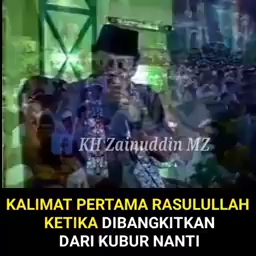 KH Zainuddin MZ
KALIMAT PERTAMA RASULULLAH
KETIKA DIBANGKITKAN
DARI KUBUR NANTI